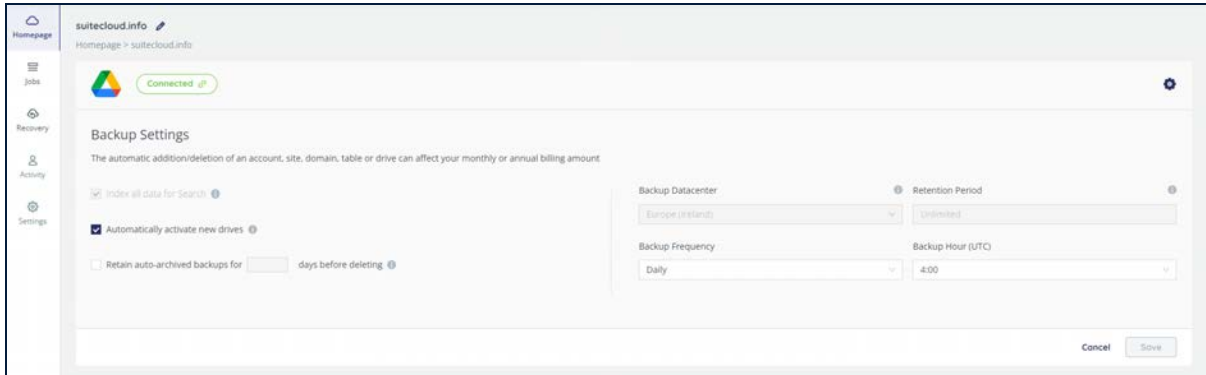 Homepage
Jobs
Recovery
Activity
Settings
suitecloud.info
Homepage > suitecloud.info
Connected
Backup Settings
The automatic addition/deletion of an account, site, domain, table or drive can affect your monthly or annual billing amount
Index all data for Search
Automatically activate new drives
Retain auto-archived backups for days before deleting
Backup Datacenter
Retention Period
Europe (Ireland)
Unlimited
Backup Frequency
Backup Hour (UTC)
Daily
4:00
Cancel
Save